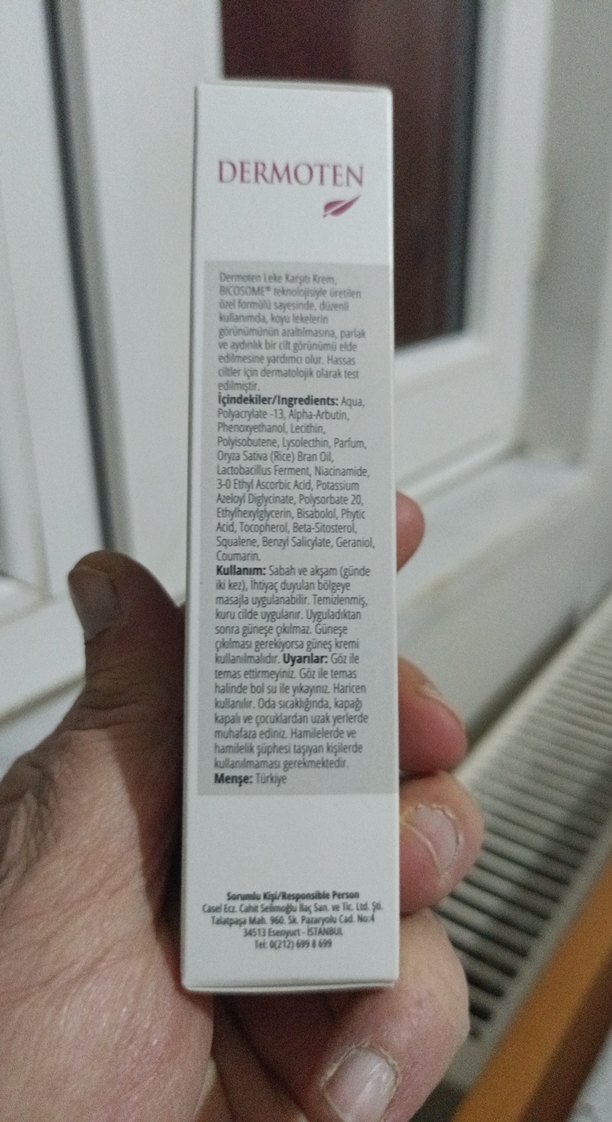 DERMOTEN
Dermoten Leke Karşıtı Krem,
BICOSOME® teknolojisiyle üretilen
özel formülü sayesinde, düzenli
kullanımda, koyu lekelerin
görünümünün azaltılmasına, parlak
ve aydınlık bir cilt görünümü elde
edilmesine yardımcı olur. Hassas
ciltler için dermatolojik olarak test
edilmiştir.
İçindekiler/Ingredients: Aqua,
Polyacrylate -13, Alpha-Arbutin,
Phenoxyethanol, Lecithin,
Polyisobutene, Lysolecthin, Parfum,
Oryza Sativa (Rice) Bran Oil,
Lactobacillus Ferment, Niacinamide,
3-0 Ethyl Ascorbic Acid, Potassium
Azeloyl Diglycinate, Polysorbate 20,
Ethylhexylglycerin, Bisabolol, Phytic
Acid, Tocopherol, Beta-Sitosterol,
Squalene, Benzyl Salicylate, Geraniol,
Coumarin.
Kullanım: Sabah ve akşam (günde
iki kez), İhtiyaç duyulan bölgeye
masajla uygulanabilir. Temizlenmiş,
kuru cilde uygulanır. Uyguladıktan
sonra güneşe çıkılmaz. Güneşe
çıkılması gerekiyorsa güneş kremi
kullanılmalıdır. Uyarılar: Göz ile
temas ettirmeyiniz. Göz ile temas
halinde bol su ile yıkayınız. Haricen
kullanılır. Oda sıcaklığında, kapağı
kapalı ve çocuklardan uzak yerlerde
muhafaza ediniz. Hamilelerde ve
hamilelik şüphesi taşıyan kişilerde
kullanılmaması gerekmektedir.
Menşe: Türkiye
Sorumlu Kişi/Responsible Person
Casel Ecz. Cahit Selimoğlu İlaç San. ve Tic. Ltd. Şti.
Talatpaşa Mah. 960. Sk. Pazaryolu Cad. No:4
34513 Esenyurt - İSTANBUL
Tel: 0(212) 699 8 699